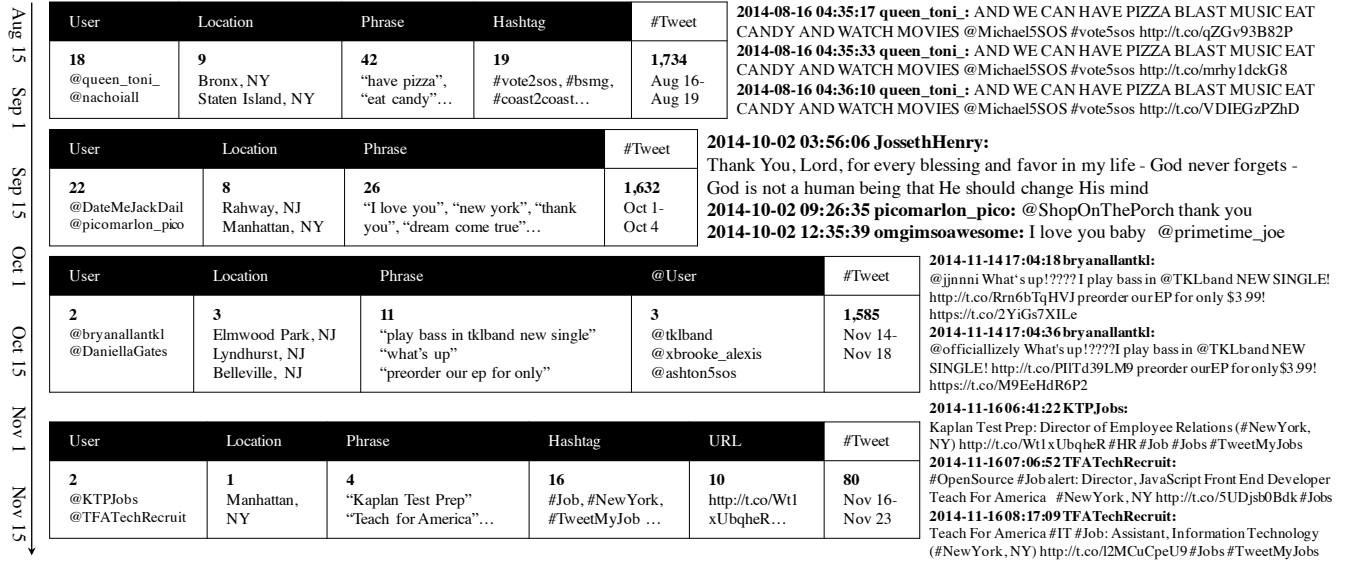 Aug 15
Sep 1
Sep 15
Oct 1
Oct 15
Nov 1
Nov 15
User Location Phrase Hashtag #Tweet
18 9 42 19 1,734
@queen_toni_ Bronx, NY "have pizza", #vote2sos, #bsmg, Aug 16-
@nachoiall Staten Island, NY "eat candy"… #coast2coast… Aug 19
2014-08-16 04:35:17 queen_toni_: AND WE CAN HAVE PIZZA BLAST MUSIC EAT
CANDY AND WATCH MOVIES @Michael5SOS #vote5sos http://t.co/qZGv93B82P
2014-08-16 04:35:33 queen_toni_: AND WE CAN HAVE PIZZA BLAST MUSIC EAT
CANDY AND WATCH MOVIES @Michael5SOS #vote5sos http://t.co/mrhy1dckG8
2014-08-16 04:36:10 queen_toni_: AND WE CAN HAVE PIZZA BLAST MUSIC EAT
CANDY AND WATCH MOVIES @Michael5SOS #vote5sos http://t.co/VDIEGzPZhD
User Location Phrase #Tweet
22 8 26 1,632
@DateMeJackDail Rahway, NJ "I love you", "new york", "thank Oct 1-
@picomarlon_pico Manhattan, NY you", "dream come true"… Oct 4
2014-10-02 03:56:06 JossethHenry:
Thank You, Lord, for every blessing and favor in my life - God never forgets -
God is not a human being that He should change His mind
2014-10-02 09:26:35 picomarlon_pico: @ShopOnThePorch thank you
2014-10-02 12:35:39 omgimsoawesome: I love you baby @primetime_joe
User Location Phrase @User #Tweet
2 3 11 3 1,585
@bryanallantkl Elmwood Park, NJ "play bass in tklband new single" @tklband Nov 14-
@DaniellaGates Lyndhurst, NJ "what's up" @xbrooke_alexis Nov 18
Belleville, NJ "preorder our ep for only" @ashton5sos
2014-11-14 17:04:18 bryanallantkl:
@jjnnni What's up!???? I play bass in @TKLband NEW SINGLE!
http://t.co/Rrn6bTqHVJ preorder our EP for only $3.99!
https://t.co/2YiGs7XILe
2014-11-14 17:04:36 bryanallantkl:
@officiallizely What's up!????I play bass in @TKLband NEW
SINGLE! http://t.co/PIlTd39LM9 preorder our EP for only $3.99!
https://t.co/M9EeHdR6P2
User Location Phrase Hashtag URL #Tweet
2 1 4 16 10 80
@KTPJobs Manhattan, "Kaplan Test Prep" #Job, #NewYork, http://t.co/Wt1 Nov 16-
@TFATechRecruit NY "Teach for America"… #TweetMyJob … xUbqheR… Nov 23
2014-11-16 06:41:22 KTPJobs:
Kaplan Test Prep: Director of Employee Relations (#NewYork,
NY) http://t.co/Wt1xUbqheR #HR #Job #Jobs #TweetMyJobs
2014-11-16 07:06:52 TFATechRecruit:
#OpenSource #Job alert: Director, JavaScript Front End Developer
Teach For America #NewYork, NY http://t.co/5UDjsb0Bdk #Jobs
2014-11-16 08:17:09 TFATechRecruit:
Teach For America #IT #Job: Assistant, Information Technology
(#NewYork, NY) http://t.co/l2MCuCpeU9 #Jobs #TweetMyJobs